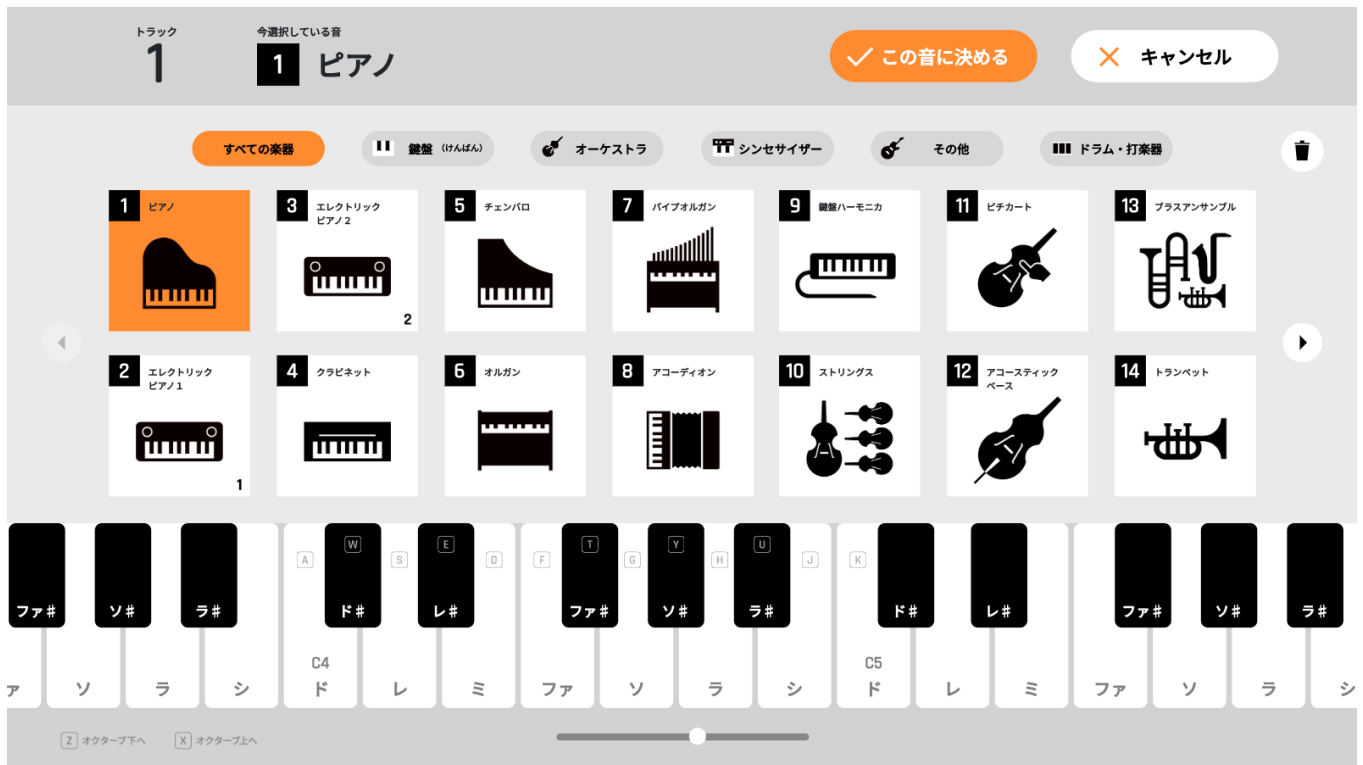 トラック
1
今選択している音
1 ピアノ
この音に決める
キャンセル
すべての楽器
鍵盤 (けんばん)
オーケストラ
シンセサイザー
その他
ドラム・打楽器
1 ピアノ
3 エレクトリック
ピアノ 2
2
5 チェンバロ
7 パイプオルガン
9 鍵盤ハーモニカ
11 ピチカート
13 ブラスアンサンブル
2 エレクトリック
ピアノ 1
1
4 クラビネット
6 オルガン
8 アコーディオン
10 ストリングス
12 アコースティック
ベース
14 トランペット
A W S E D F T G Y H U J K
ファ# ソ# ラ# ド# レ# ファ# ソ# ラ# ド# レ# ファ# ソ# ラ#
C4 C5
ァ ソ ラ シ ド レ ミ ファ ソ ラ シ ド レ ミ ファ ソ ラ シ
Z オクターブ下へ X オクターブ上へ